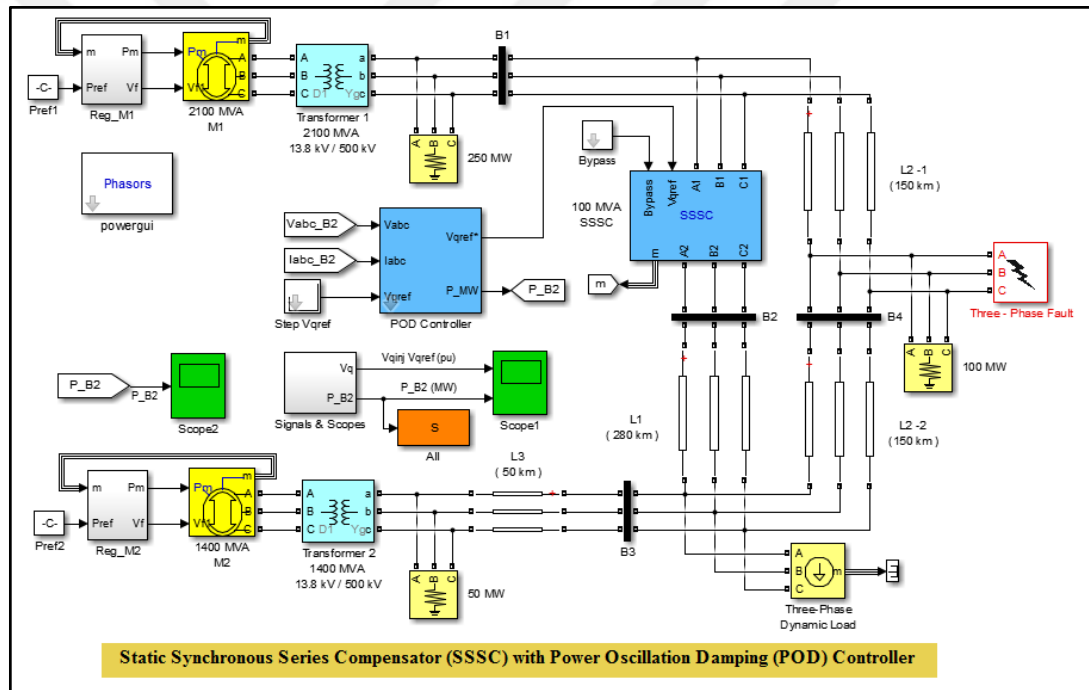 m
Pm
Pref
Vf
-C-
Pref1
Reg_M1
Pm
Vf1
m
A
B
C
2100 MVA
M1
A
B
C
a
b
c
D1
Yg
Transformer 1
2100 MVA
13.8 kV / 500 kV
A B C
250 MW
B1
Bypass
Bypass
Vqref
A1
B1
C1
SSSC
m
A2
B2
C2
100 MVA
SSSC
m
L2 -1
(150 km)
Phasors
powergui
Vabc_B2
Iabc_B2
Step Vqref
Vabc
Iabc
Vqref
Vqref*
P_MW
POD Controller
P_B2
A
B
C
Three - Phase Fault
B2
B4
A B C
100 MW
P_B2
P_B2
Scope2
Vq
P_B2
Signals & Scopes
Vqinj Vqref (pu)
P_B2 (MW)
Scope1
S
All
L1
( 280 km)
L2 -2
(150 km)
L3
( 50 km)
m
Pm
Pref
Vf
-C-
Pref2
Reg_M2
Pm
Vf1
m
A
B
C
1400 MVA
M2
A
B
C
a
b
c
D1
Yg
Transformer 2
1400 MVA
13.8 kV / 500 kV
A B C
50 MW
B3
A
B
C
m
Three-Phase
Dynamic Load
Static Synchronous Series Compensator (SSSC) with Power Oscillation Damping (POD) Controller